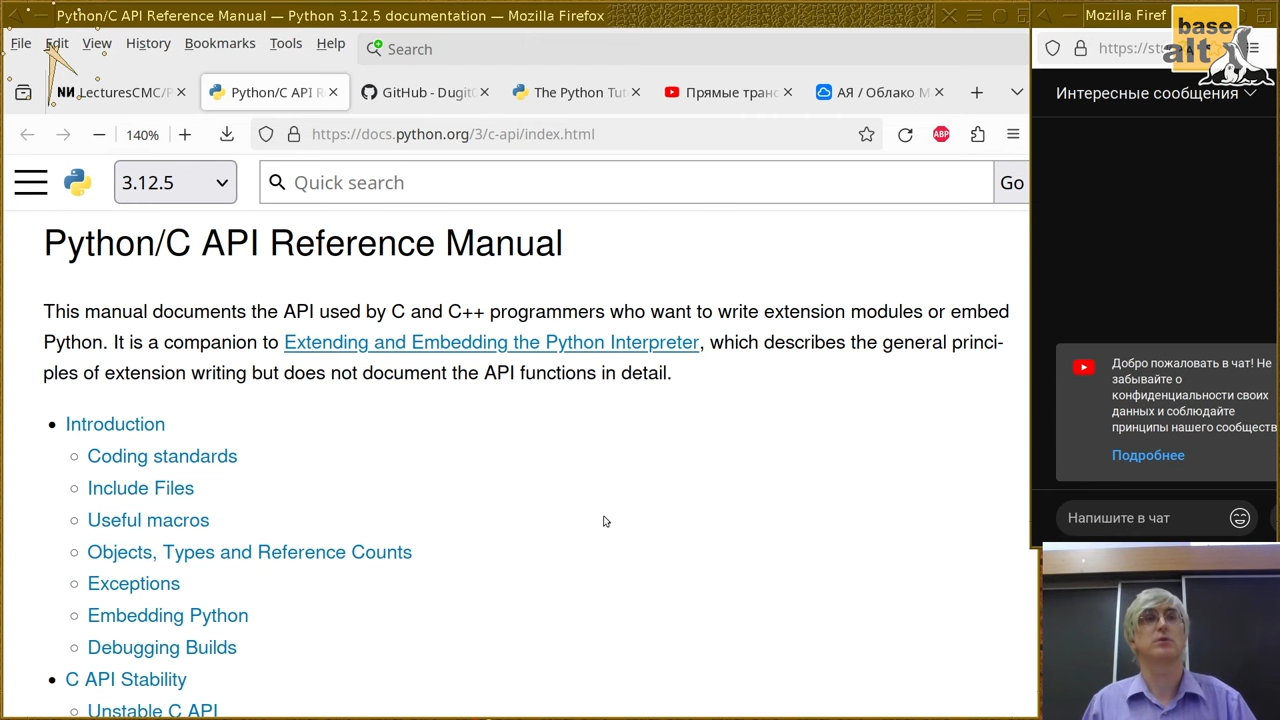 Python/C API Reference Manual — Python 3.12.5 documentation — Mozilla Firefox
File Edit View History Bookmarks Tools Help
Search
LecturesCMC/P
Python/C API R
GitHub - Dugit
The Python Tut
Прямые транс
АЯ / Облако М
140%
https://docs.python.org/3/c-api/index.html
ABP
3.12.5
Quick search
Go
Python/C API Reference Manual
This manual documents the API used by C and C++ programmers who want to write extension modules or embed
Python. It is a companion to Extending and Embedding the Python Interpreter, which describes the general princi-
ples of extension writing but does not document the API functions in detail.
Introduction
Coding standards
Include Files
Useful macros
Objects, Types and Reference Counts
Exceptions
Embedding Python
Debugging Builds
C API Stability
Unstable C API
Mozilla Firef
https://stu
base
alt
Интересные сообщения
Добро пожаловать в чат! Не
забывайте о
конфиденциальности своих
данных и соблюдайте
принципы нашего сообществ
Подробнее
Напишите в чат